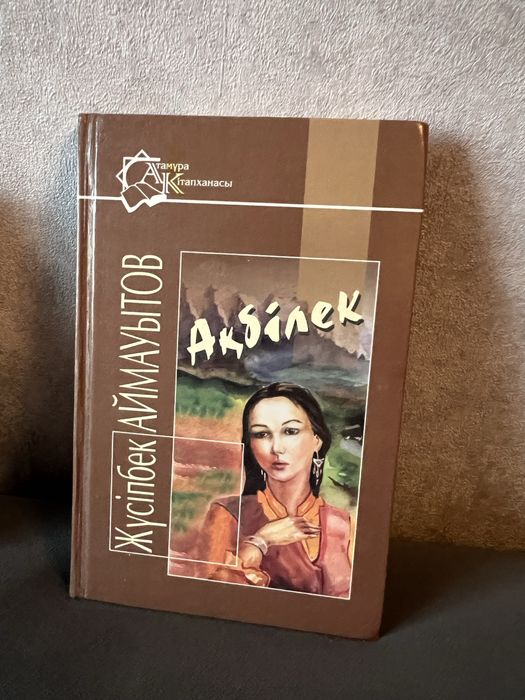 Атамұра
Кітапханасы
Жүсіпбек АЙМАУЫТОВ
Ақбілек